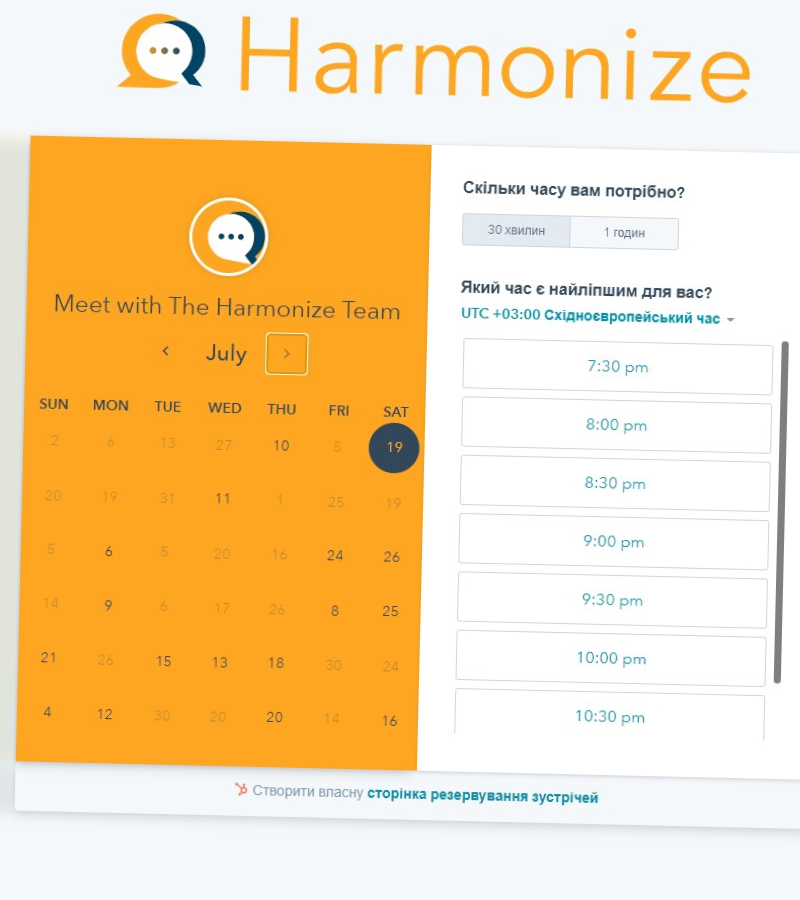 Harmonize
Meet with The Harmonize Team
July
SUN MON TUE WED THU FRI SAT
2 6 13 27 10 5 19
20 19 31 11 1 25 19
5 6 5 20 16 24 26
14 9 6 17 26 8 25
21 26 15 13 18 30 24
4 12 30 20 20 14 16
Скільки часу вам потрібно?
30 хвилин 1 годин
Який час є найліпшим для вас?
UTC +03:00 Східноєвропейський час
7:30 pm
8:00 pm
8:30 pm
9:00 pm
9:30 pm
10:00 pm
10:30 pm
Створити власну сторінка резервування зустрічей